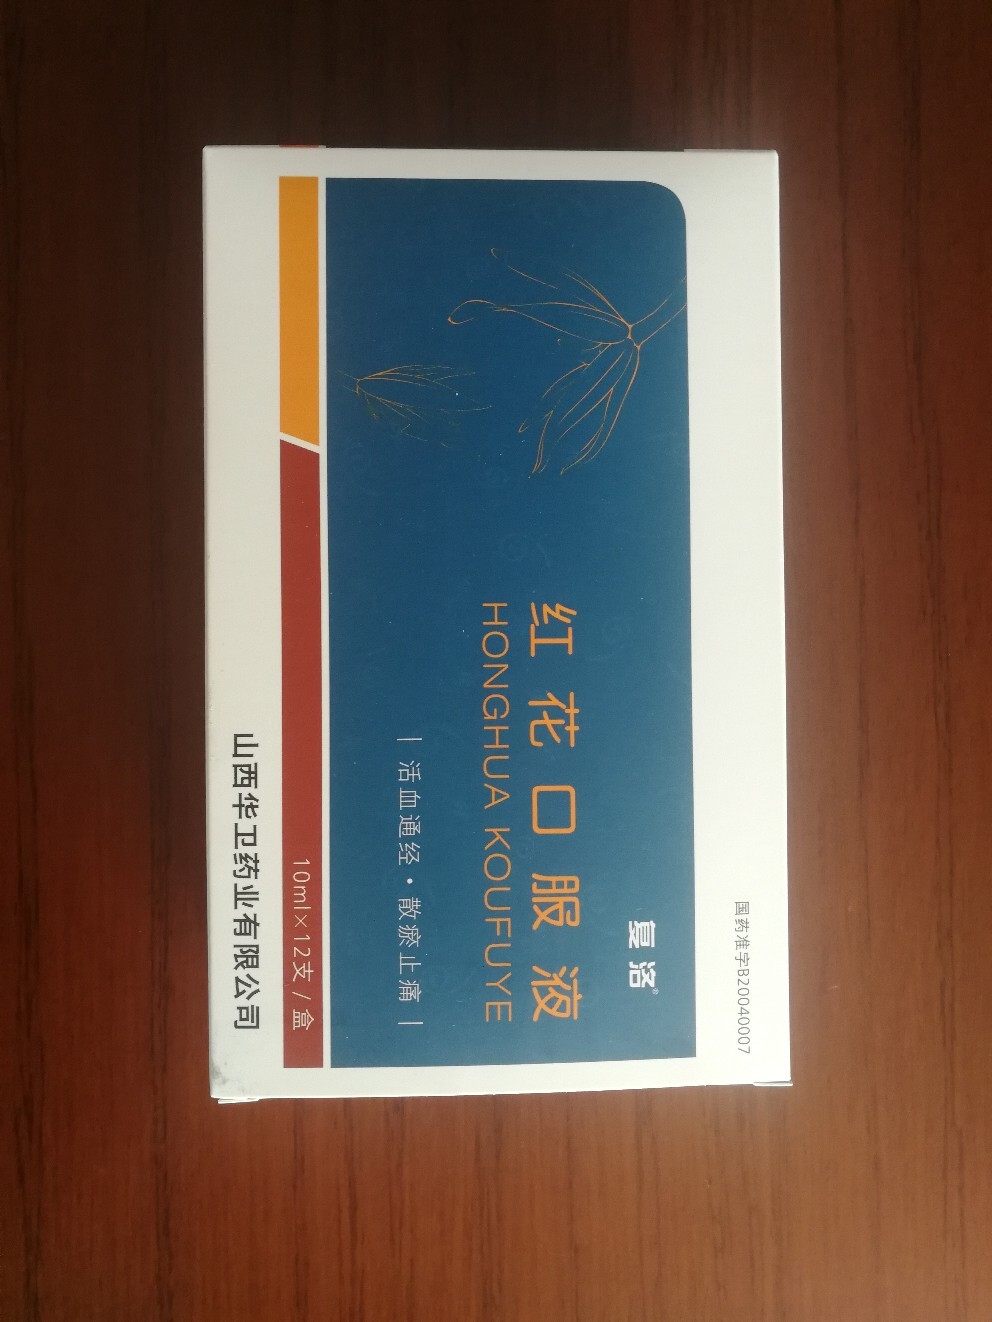 国药准字B20040007
复洛®
红花口服液
HONGHUA KOUFUYE
| 活血通经·散瘀止痛 |
10ml×12支/盒
山西华卫药业有限公司